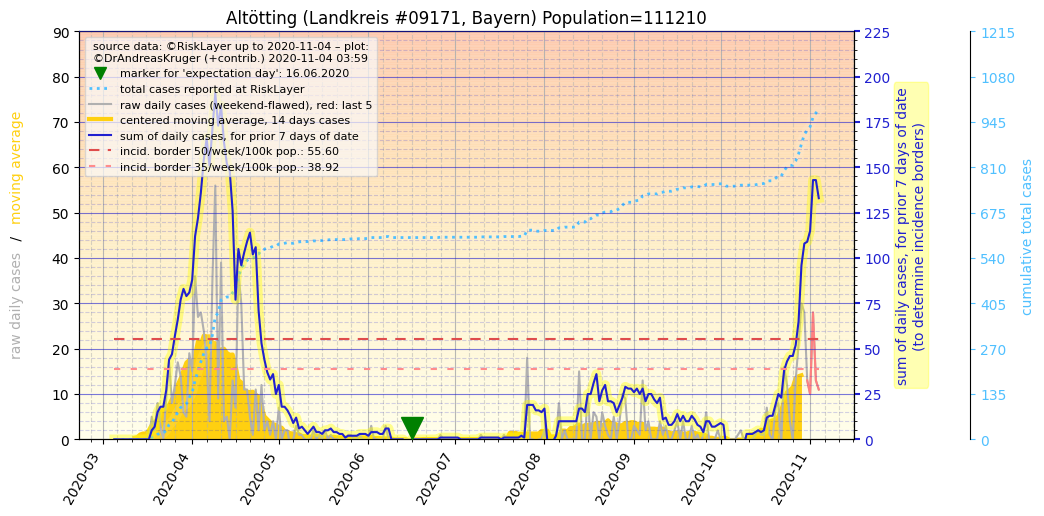 Altötting (Landkreis #09171, Bayern) Population=111210
source data: ©RiskLayer up to 2020-11-04 – plot:
©DrAndreasKruger (+contrib.) 2020-11-04 03:59
marker for 'expectation day': 16.06.2020
total cases reported at RiskLayer
raw daily cases (weekend-flawed), red: last 5
centered moving average, 14 days cases
sum of daily cases, for prior 7 days of date
incid. border 50/week/100k pop.: 55.60
incid. border 35/week/100k pop.: 38.92
raw daily cases / moving average
90
80
70
60
50
40
30
20
10
0
2020-03
2020-04
2020-05
2020-06
2020-07
2020-08
2020-09
2020-10
2020-11
225
200
175
150
125
100
75
50
25
0
sum of daily cases, for prior 7 days of date
(to determine incidence borders)
1215
1080
945
810
675
540
405
270
135
0
cumulative total cases